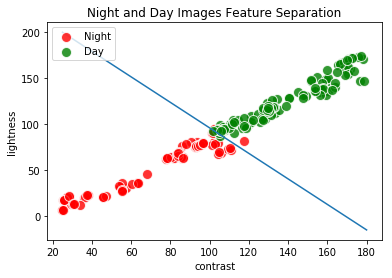 Night and Day Images Feature Separation
Night
Day
lightness
200
150
100
50
0
20 40 60 80 100 120 140 160 180
contrast